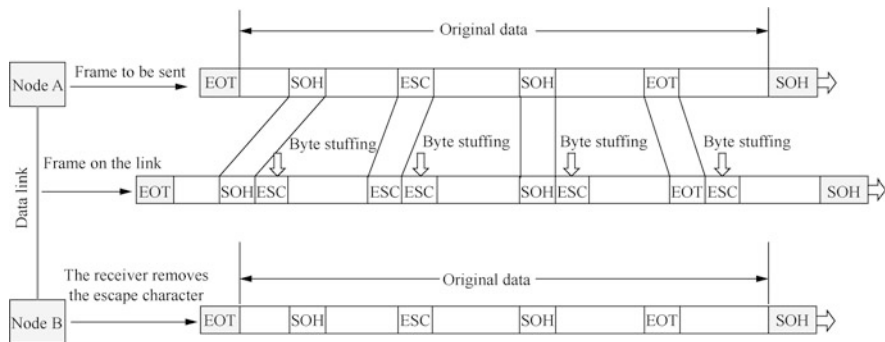 Original data
Node A
Frame to be sent
EOT SOH ESC SOH EOT SOH
Byte stuffing Byte stuffing Byte stuffing Byte stuffing
Frame on the link
EOT SOH ESC ESC ESC SOH ESC EOT ESC SOH
Data link
The receiver removes
the escape character
Original data
Node B
EOT SOH ESC SOH EOT SOH